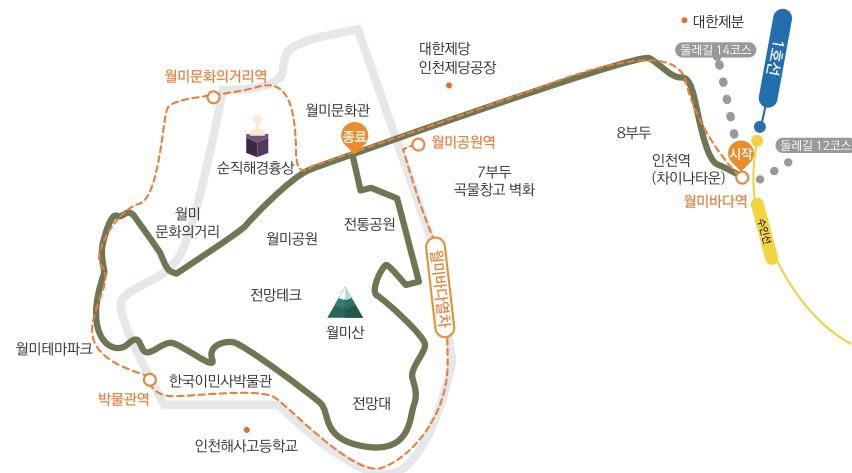 대한제분
1호선
둘레길 14코스
대한제당
인천제당공장
월미문화의거리역
월미문화관
종료
월미공원역
8부두
시작
둘레길 12코스
인천역
(차이나타운)
월미바다역
순직해경흉상
7부두
곡물창고 벽화
수인선
월미
문화의거리
월미공원
전통공원
월미바다열차
전망테크
월미산
월미테마파크
한국이민사박물관
박물관역
전망대
인천해사고등학교